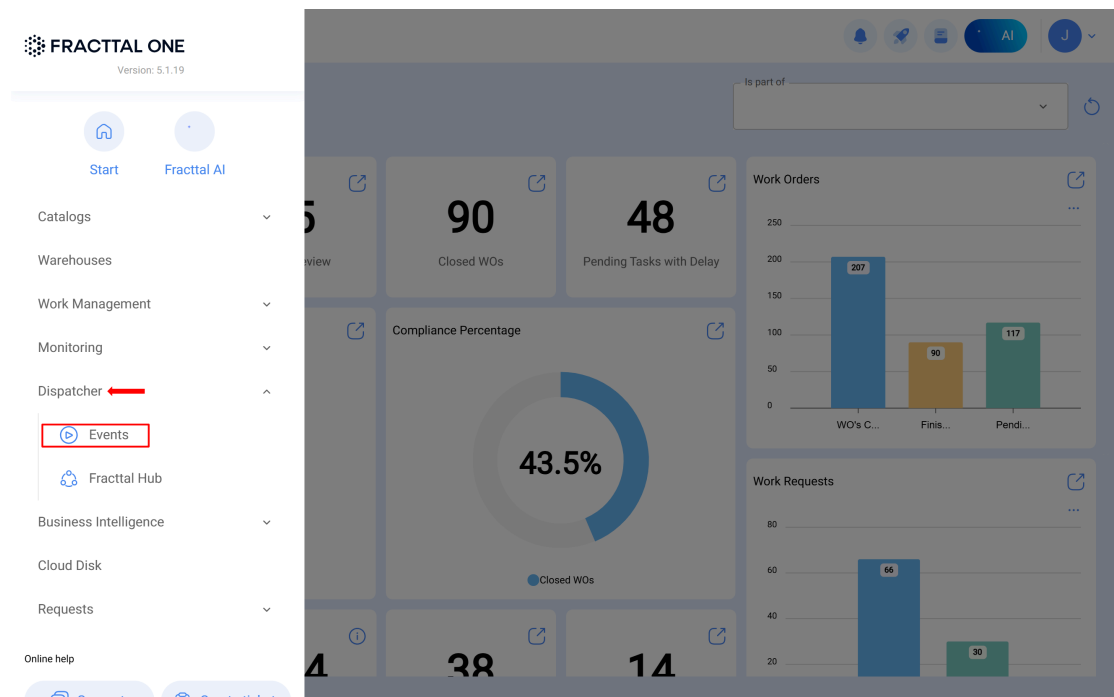 FRACTTAL ONE
Version: 5.1.19
Start
Fracttal AI
Catalogs
Warehouses
Work Management
Monitoring
Dispatcher
Events
Fracttal Hub
Business Intelligence
Cloud Disk
Requests
Online help
AI
J
Is part of
90
Closed WOs
48
Pending Tasks with Delay
Work Orders
250
200
150
100
50
0
207
90
117
WO's C...
Finis...
Pendi...
Compliance Percentage
43.5%
Closed WOs
Work Requests
80
60
40
20
66
30
4
38
14